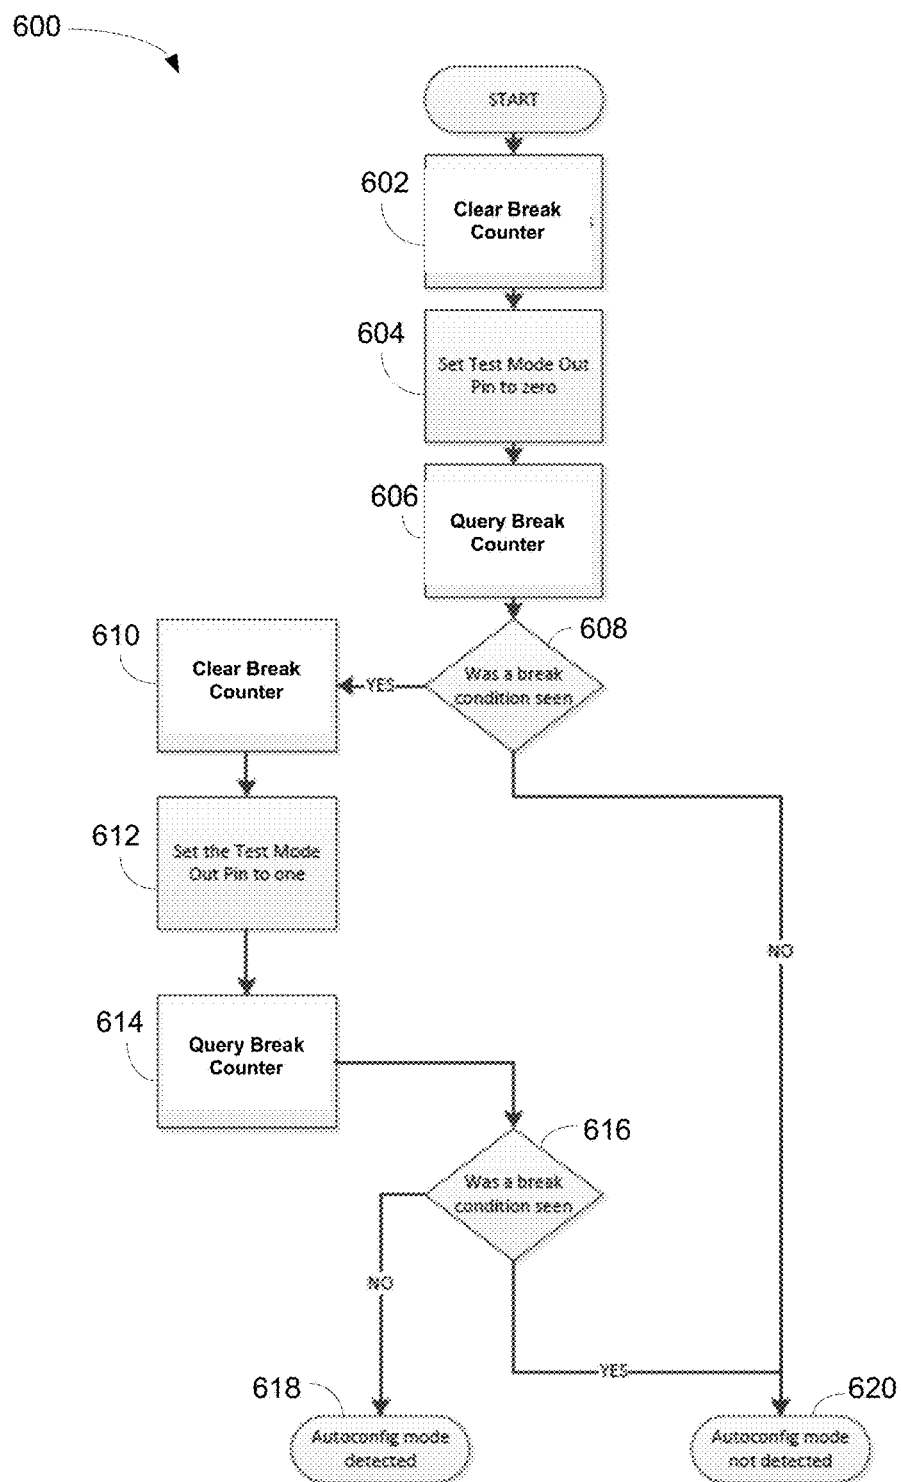 600
START
602
Clear Break
Counter
604
Set Test Mode Out
Pin to zero
606
Query Break
Counter
608
Was a break
condition seen
YES
610
Clear Break
Counter
612
Set the Test Mode
Out Pin to one
NO
614
Query Break
Counter
616
Was a break
condition seen
NO
YES
618
Autoconfig mode
detected
620
Autoconfig mode
not detected